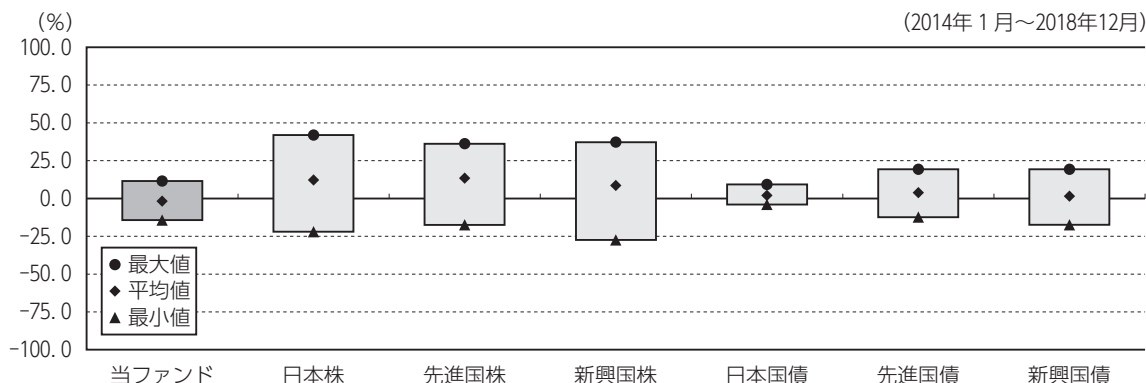 (%)
(2014年1月～2018年12月)
100.0
75.0
50.0
25.0
0.0
-25.0
-50.0
-75.0
-100.0
● 最大値
◆ 平均値
▲ 最小値
当ファンド 日本株 先進国株 新興国株 日本国債 先進国債 新興国債